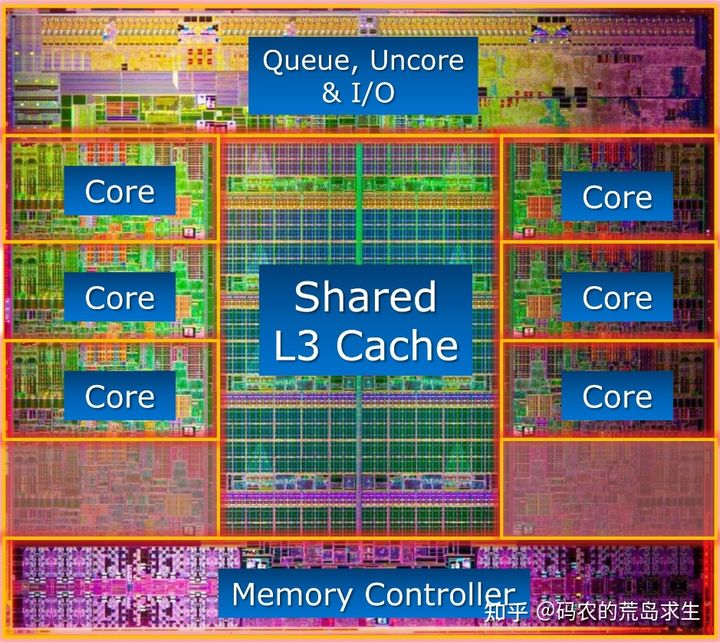 Queue, Uncore
& I/O
Core
Core
Shared
L3 Cache
Core
Core
Core
Core
Memory Controller
知乎 @码农的荒岛求生